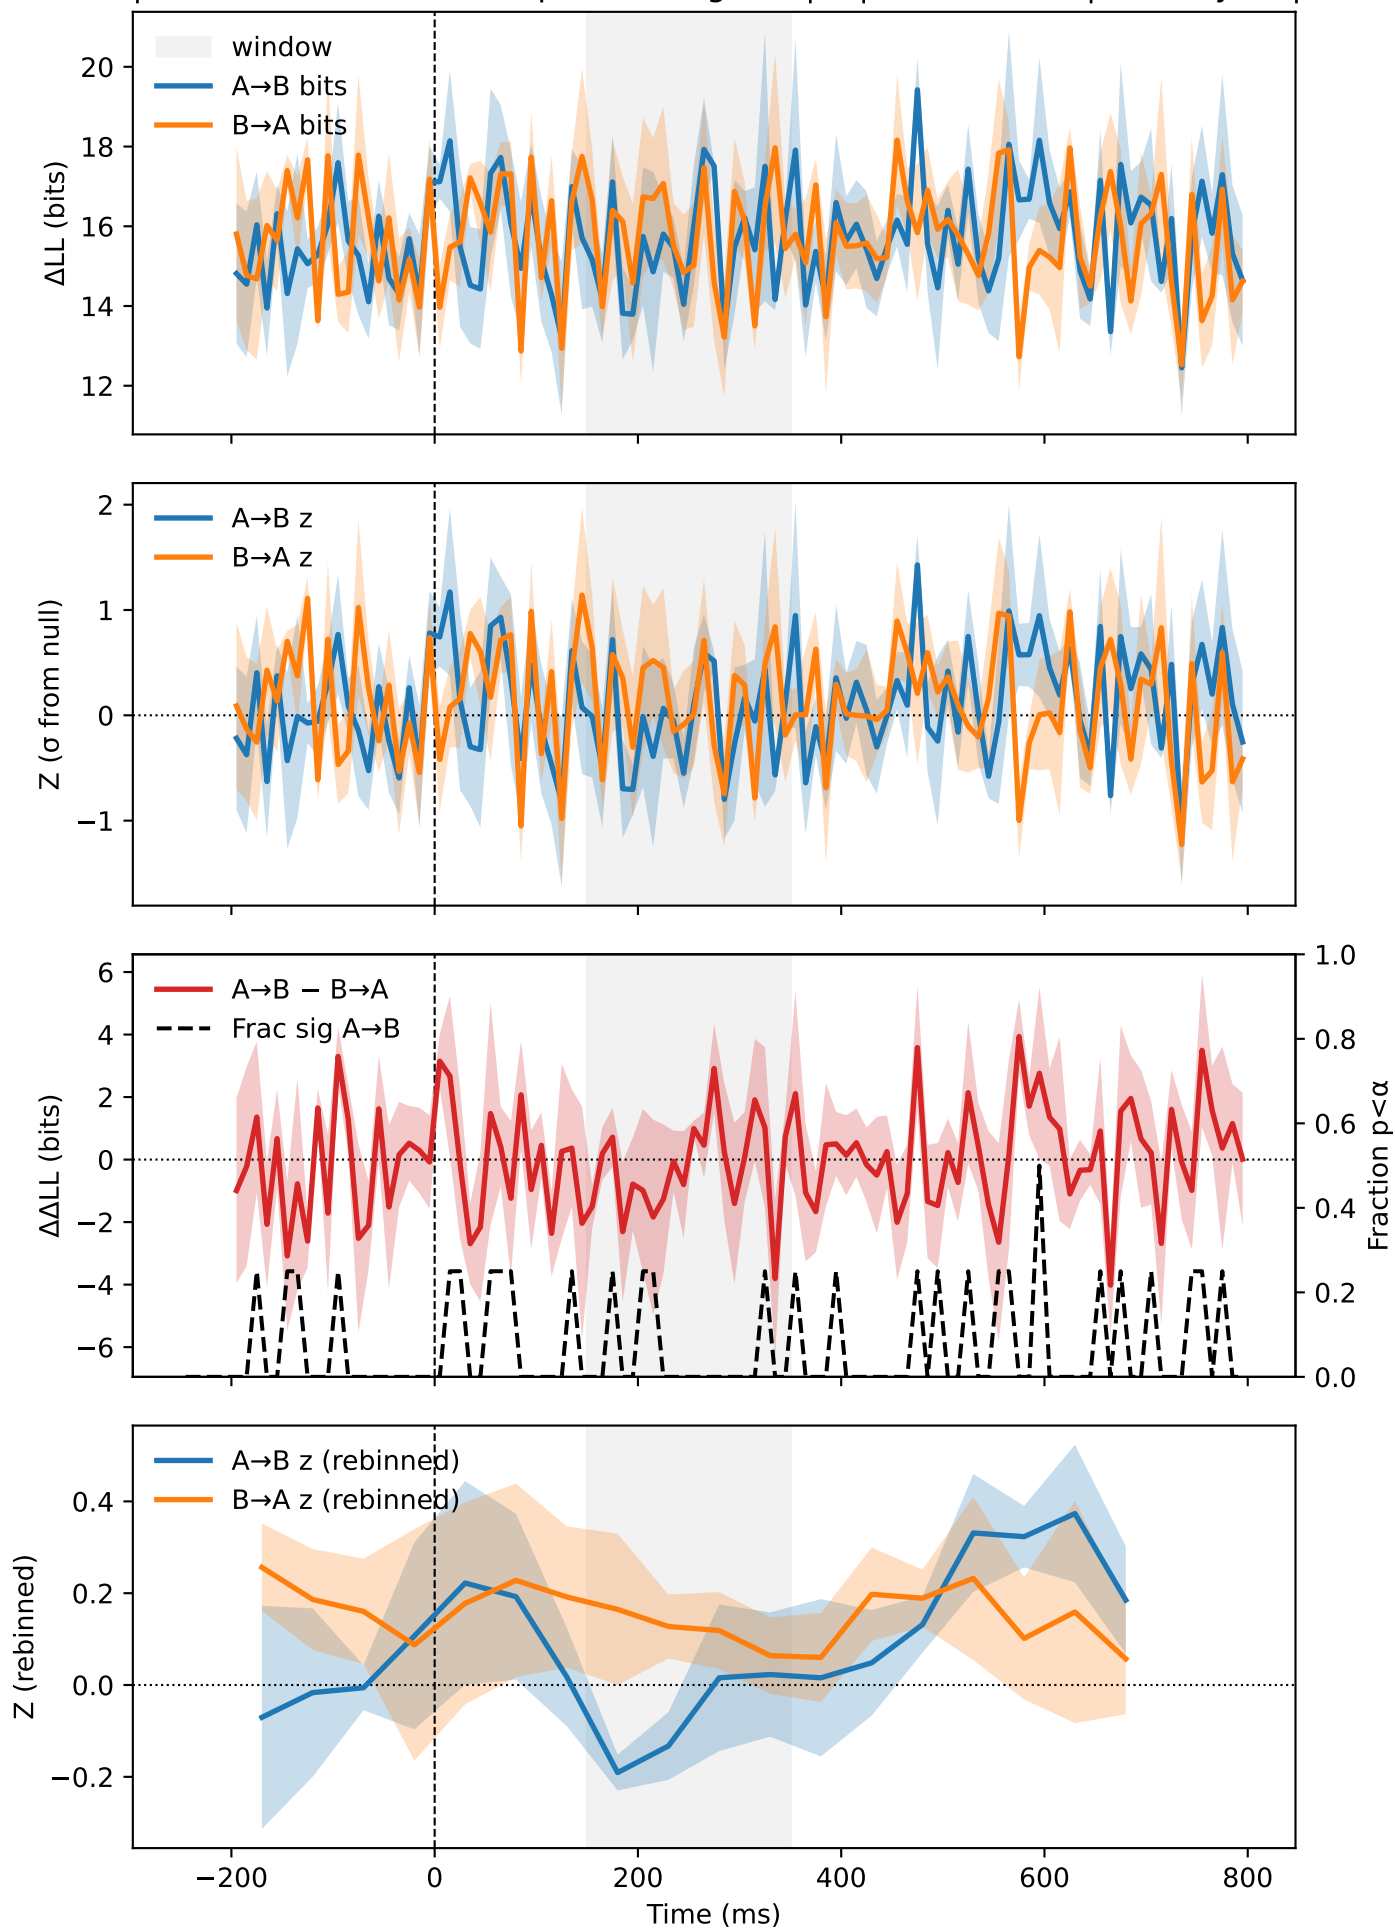 window
A→B bits
B→A bits
ΔLL (bits)
20
18
16
14
12
A→B z
B→A z
Z (σ from null)
2
1
0
−1
A→B − B→A
Frac sig A→B
ΔΔLL (bits)
6
4
2
0
−2
−4
−6
1.0
0.8
0.6
0.4
0.2
0.0
Fraction p<α
A→B z (rebinned)
B→A z (rebinned)
Z (rebinned)
0.4
0.2
0.0
−0.2
−200
0
200
400
600
800
Time (ms)